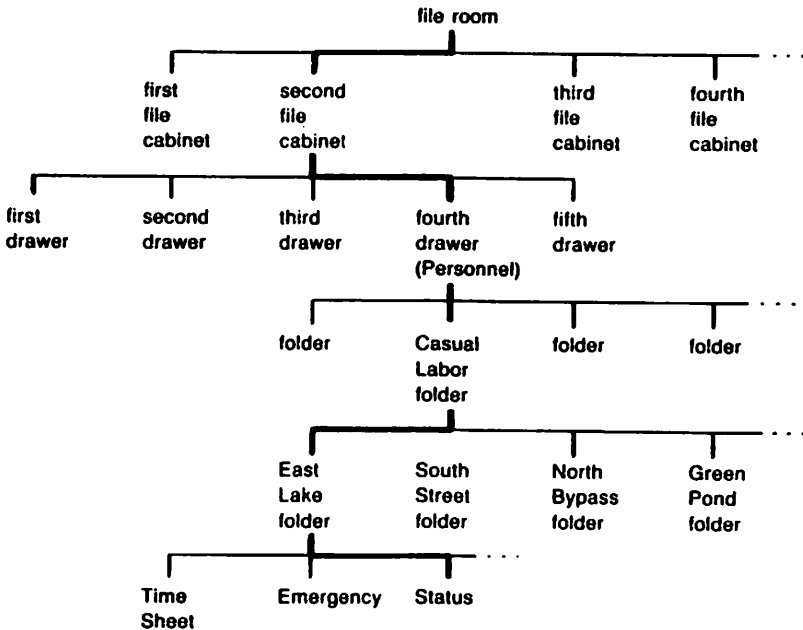 file room
first second third fourth
file file file file
cabinet cabinet cabinet cabinet
first second third fourth fifth
drawer drawer drawer drawer drawer
(Personnel)
folder Casual folder folder
Labor
folder
East South North Green
Lake Street Bypass Pond
folder folder folder folder
Time Emergency Status
Sheet